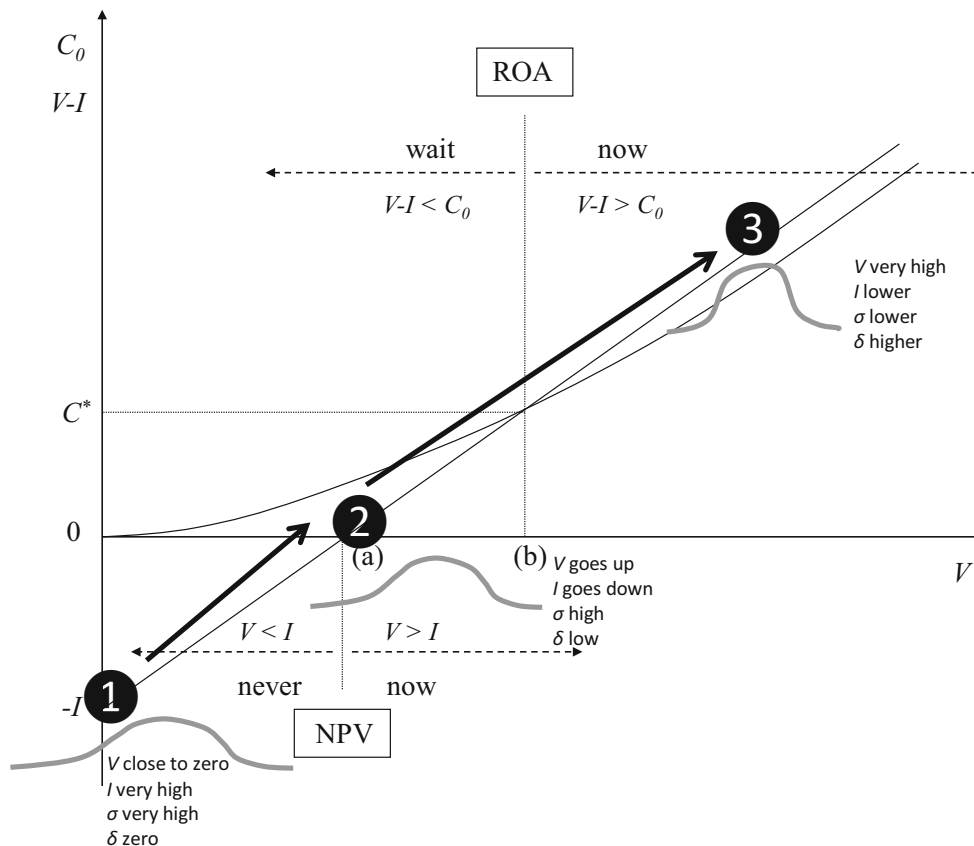 C₀
V-I
ROA
wait
now
V-I < C₀
V-I > C₀
3
V very high
I lower
σ lower
δ higher
C*
2
0
(a)
(b)
V
V goes up
I goes down
σ high
δ low
V < I
V > I
1
-I
never
now
NPV
V close to zero
I very high
σ very high
δ zero